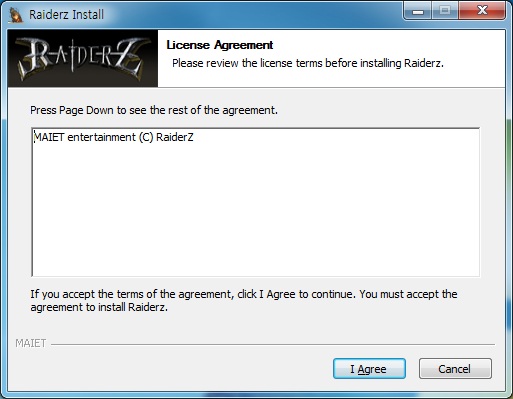 Raiderz Install
RAIDERZ
License Agreement
Please review the license terms before installing Raiderz.
Press Page Down to see the rest of the agreement.
MAIET entertainment (C) RaiderZ
If you accept the terms of the agreement, click I Agree to continue. You must accept the
agreement to install Raiderz.
MAIET
I Agree
Cancel